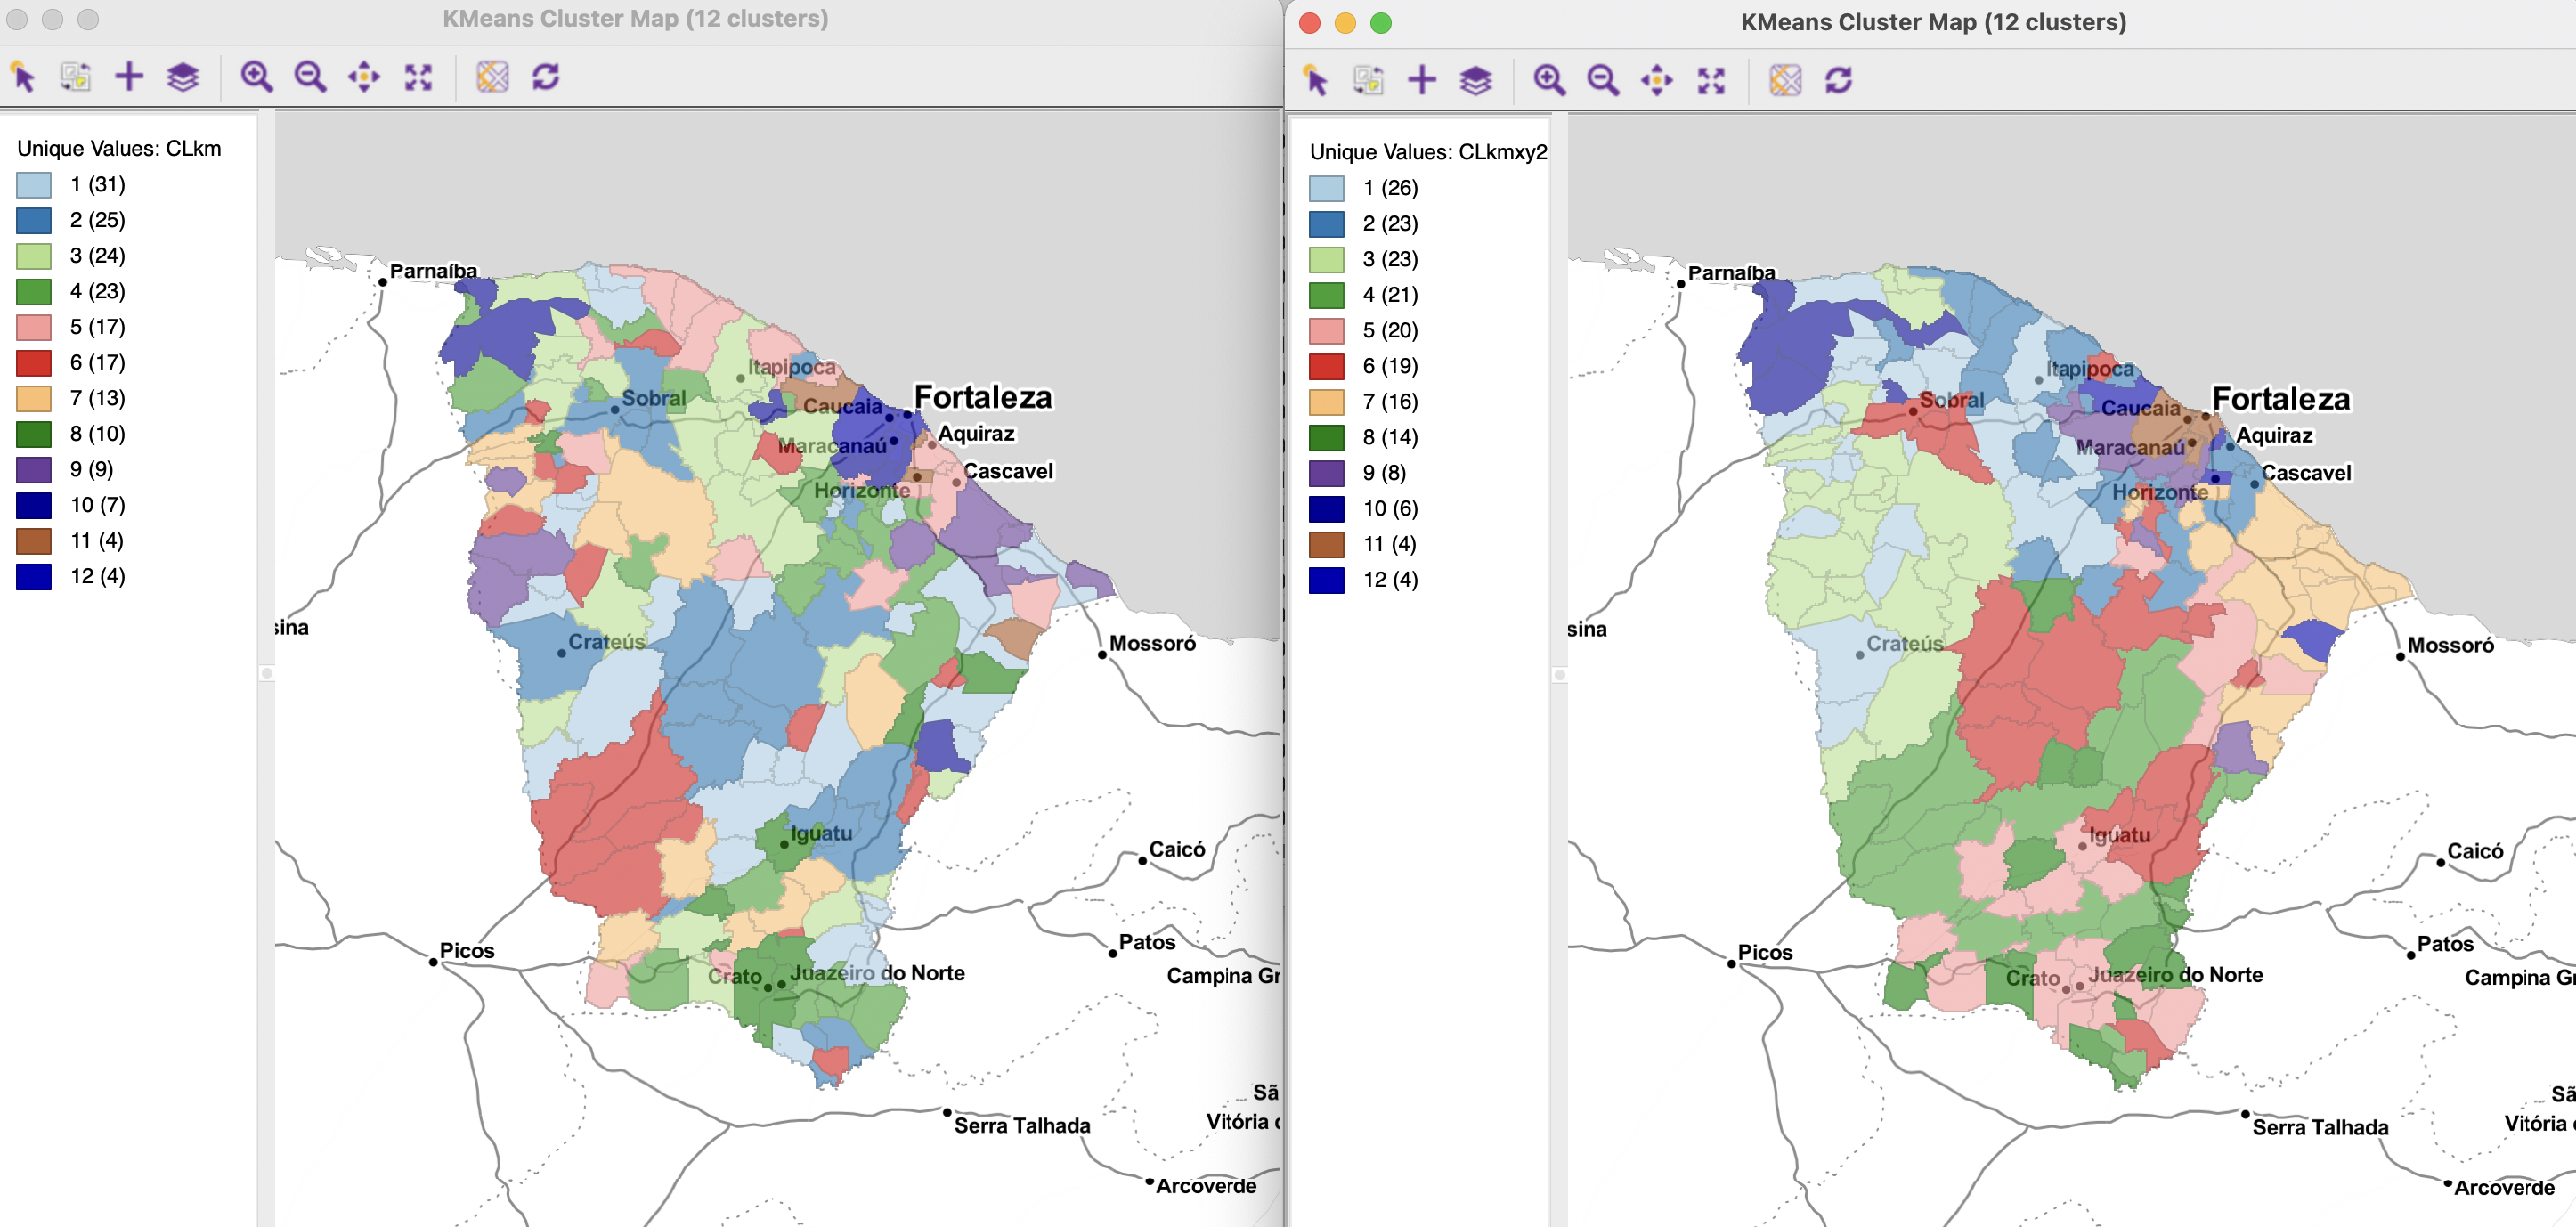 KMeans Cluster Map (12 clusters)
Unique Values: CLkm
1 (31)
2 (25)
3 (24)
4 (23)
5 (17)
6 (17)
7 (13)
8 (10)
9 (9)
10 (7)
11 (4)
12 (4)
Parnaíba
Itapipoca
Sobral
Fortaleza
Caucaia
Aquiraz
Maracanaú
Cascavel
Horizonte
sina
Crateús
Mossoró
Iguatu
Caicó
Picos
Patos
Crato
Juazeiro do Norte
Campina Gr
Sã
Serra Talhada
Vitória
Arcoverde
KMeans Cluster Map (12 clusters)
Unique Values: CLkmxy2
1 (26)
2 (23)
3 (23)
4 (21)
5 (20)
6 (19)
7 (16)
8 (14)
9 (8)
10 (6)
11 (4)
12 (4)
Parnaíba
Itapipoca
Sobral
Fortaleza
Caucaia
Aquiraz
Maracanaú
Cascavel
Horizonte
sina
Crateús
Mossoró
Iguatu
Caicó
Picos
Patos
Crato
Juazeiro do Norte
Campina G
Sã
Serra Talhada
Vitória
Arcoverde